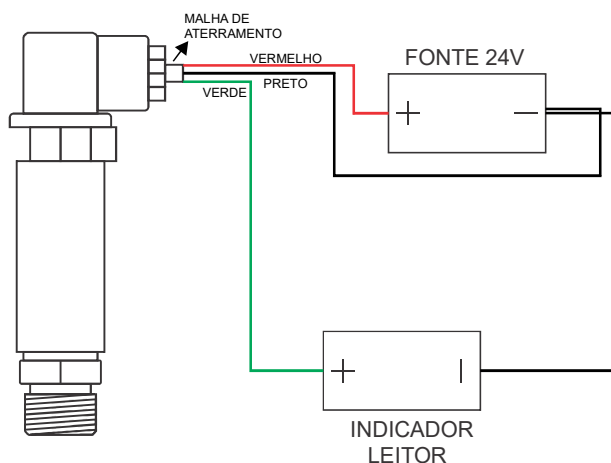 MALHA DE
ATERRAMENTO
VERMELHO
PRETO
VERDE
FONTE 24V
+ −
+ −
INDICADOR
LEITOR